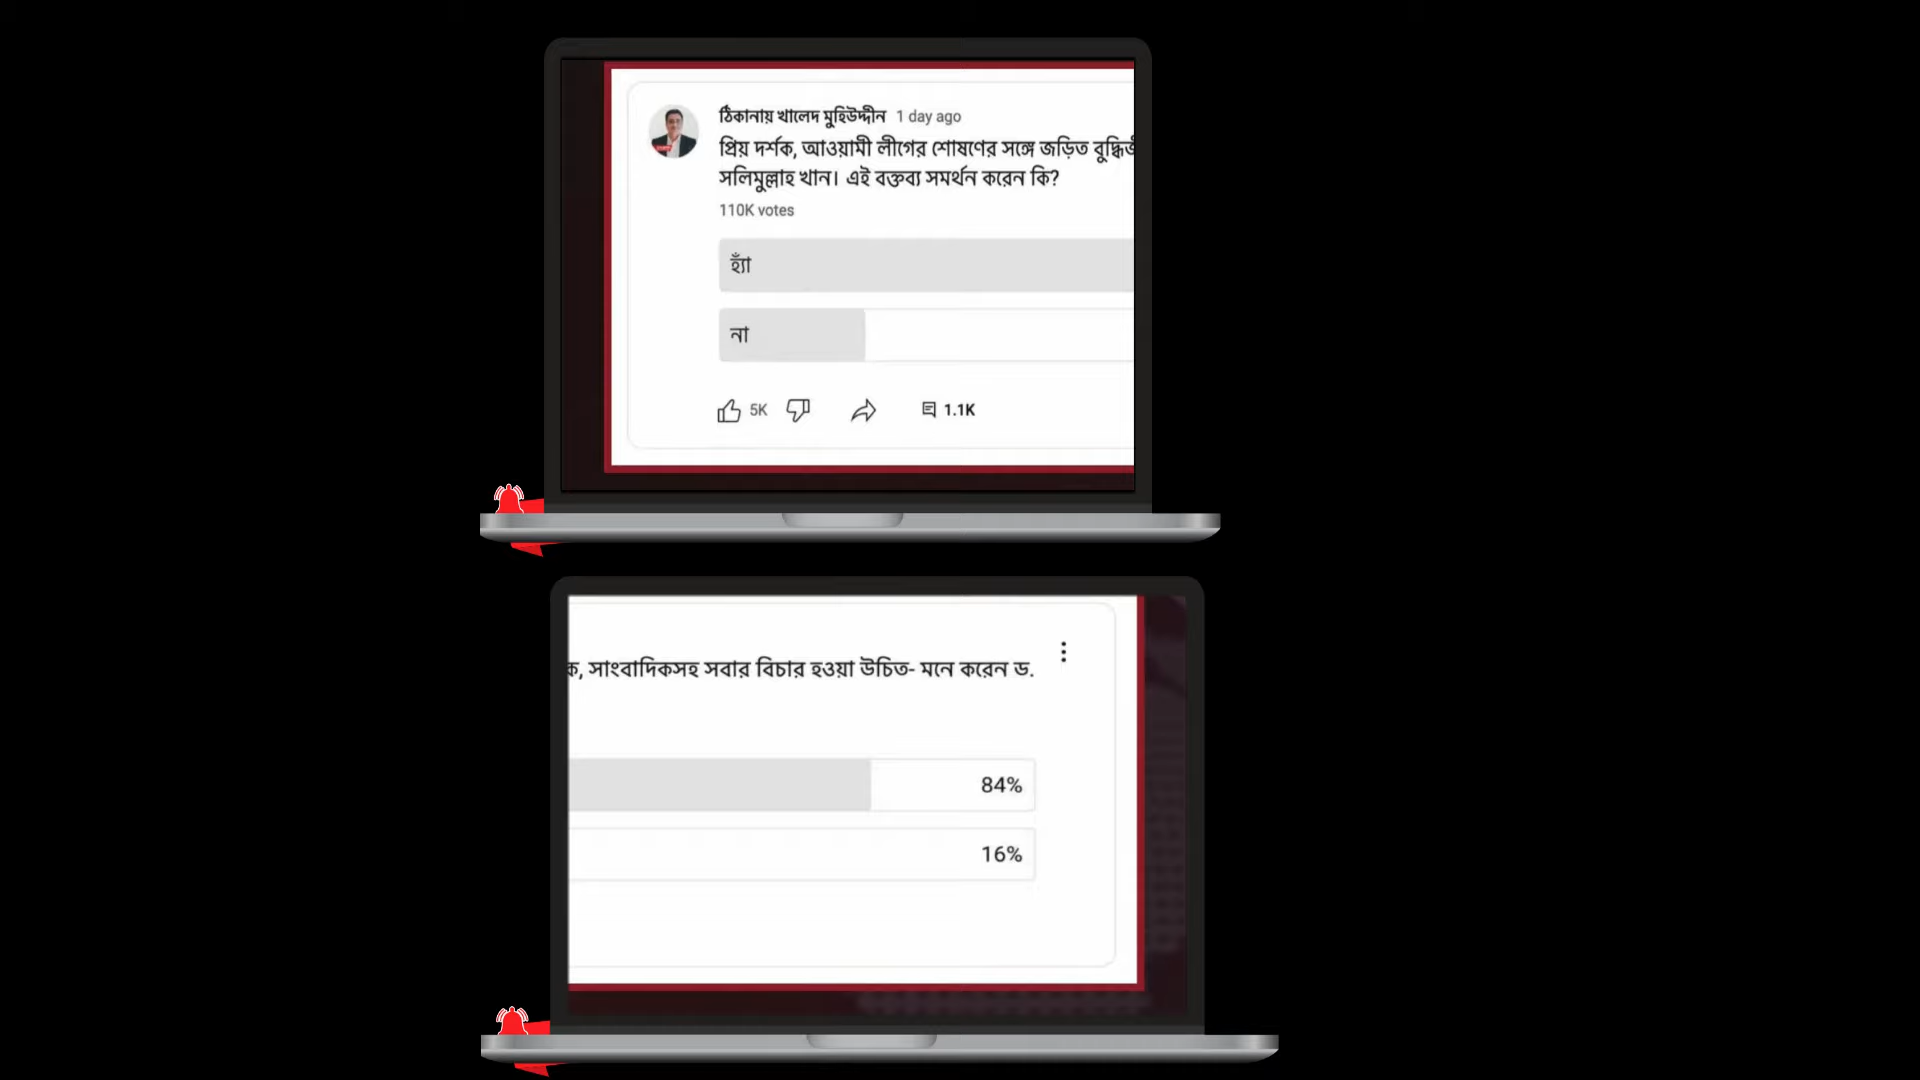 ঠিকানায় খালেদ মুহিউদ্দীন 1 day ago
প্রিয় দর্শক, আওয়ামী লীগের শোষণের সঙ্গে জড়িত
সলিমুল্লাহ খান। এই বক্তব্য সমর্থন করেন কি?
110K votes
হ্যাঁ
না
5K 1.1K
সাংবাদিকসহ সবার বিচার হওয়া উচিত- মনে করেন ড.
84%
16%